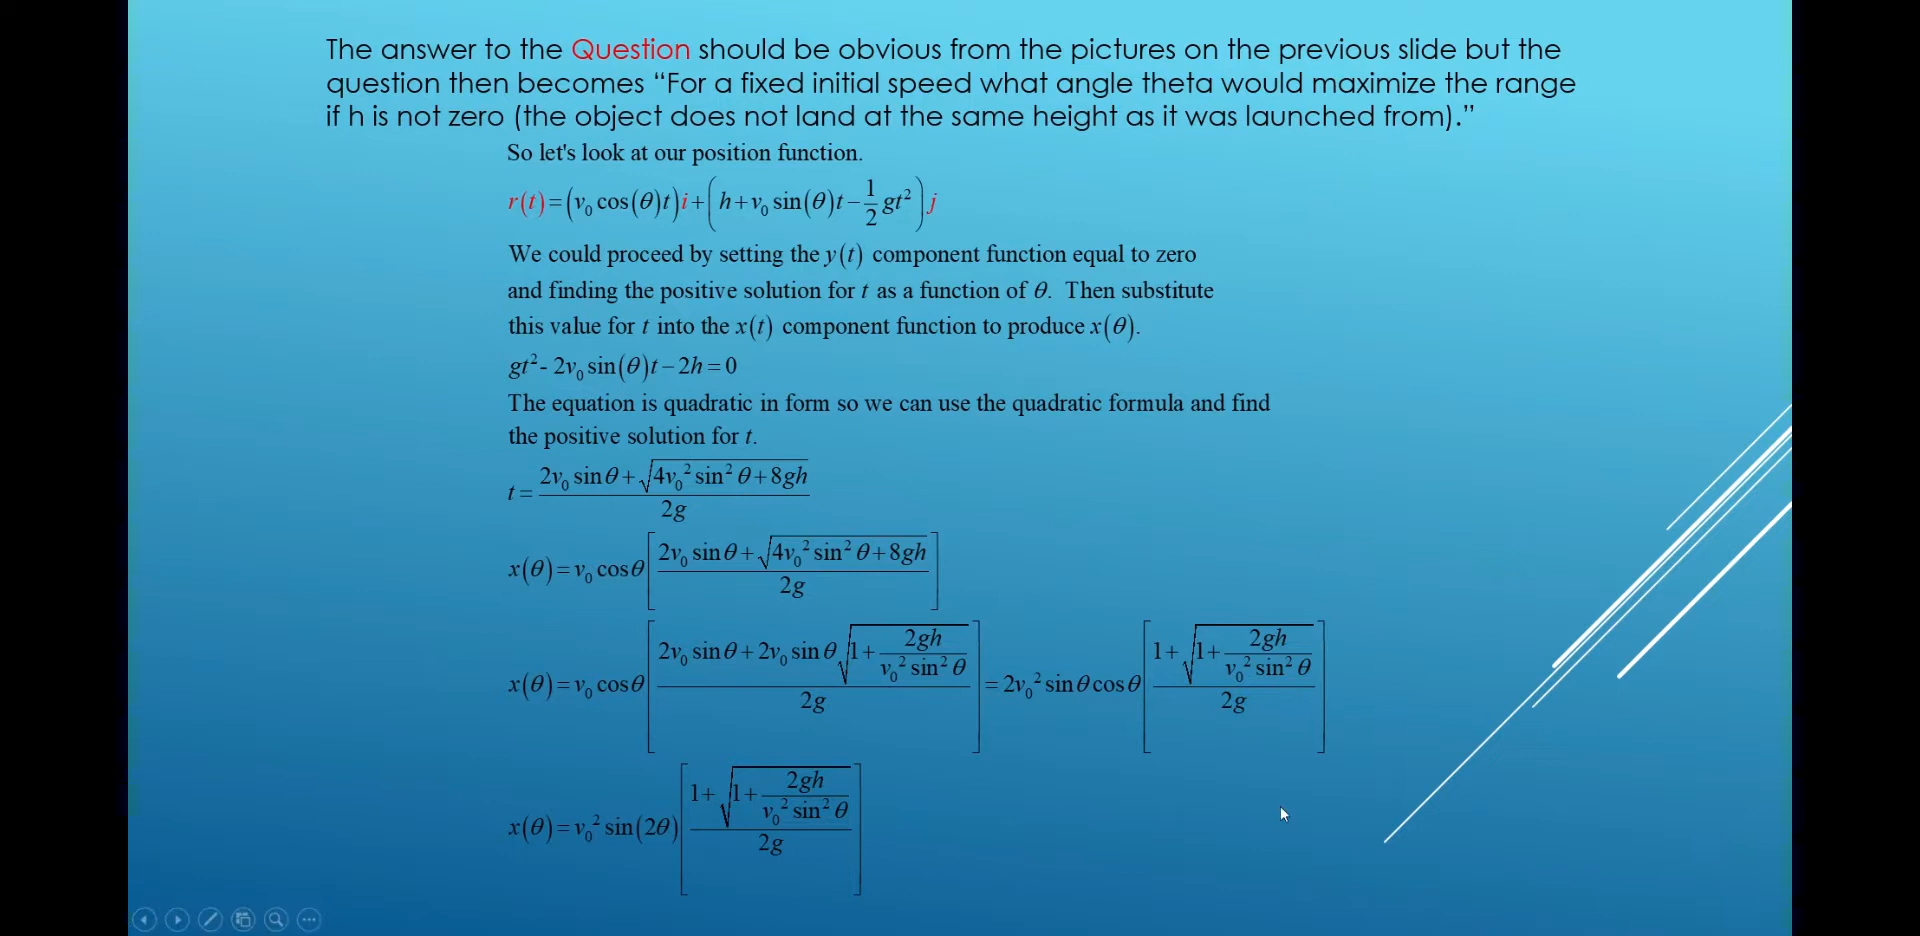 The answer to the Question should be obvious from the pictures on the previous slide but the
question then becomes “For a fixed initial speed what angle theta would maximize the range
if h is not zero (the object does not land at the same height as it was launched from).”
So let's look at our position function.
r(t)=(v₀ cos(θ)t)i+(h+v₀ sin(θ)t−1/2 gt²)j
We could proceed by setting the y(t) component function equal to zero
and finding the positive solution for t as a function of θ. Then substitute
this value for t into the x(t) component function to produce x(θ).
gt²- 2v₀ sin(θ)t−2h=0
The equation is quadratic in form so we can use the quadratic formula and find
the positive solution for t.
t=(2v₀ sinθ+√(4v₀² sin² θ+8gh))/2g
x(θ)=v₀ cosθ[(2v₀ sinθ+√(4v₀² sin² θ+8gh))/2g]
x(θ)=v₀ cosθ[(2v₀ sinθ+2v₀ sinθ√(1+2gh/(v₀² sin² θ)))/2g]=2v₀² sinθcosθ[(1+√(1+2gh/(v₀² sin² θ)))/2g]
x(θ)=v₀² sin(2θ)[(1+√(1+2gh/(v₀² sin² θ)))/2g]